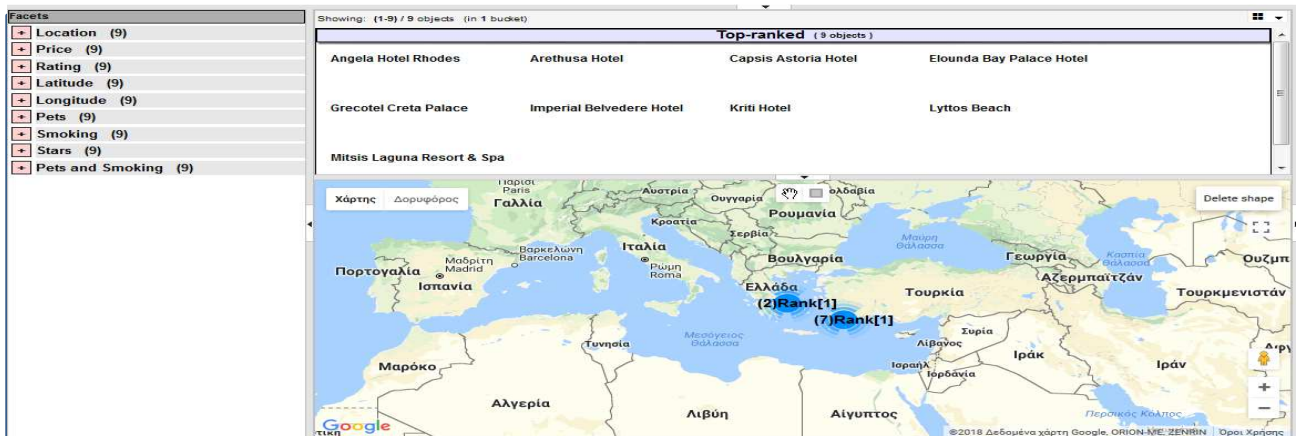 Facets
Location (9)
Price (9)
Rating (9)
Latitude (9)
Longitude (9)
Pets (9)
Smoking (9)
Stars (9)
Pets and Smoking (9)
Showing: (1-9) / 9 objects (in 1 bucket)
Top-ranked ( 9 objects )
Angela Hotel Rhodes Arethusa Hotel Capsis Astoria Hotel Elounda Bay Palace Hotel
Grecotel Creta Palace Imperial Belvedere Hotel Kriti Hotel Lyttos Beach
Mitsis Laguna Resort & Spa
Χάρτης Δορυφόρος
Delete shape
Παρίσι
Paris
Γαλλία
Αυστρία
Ουγγαρία
Ρουμανία
Κροατία
Σερβία
Ιταλία
Βαρκελώνη
Barcelona
Μαύρη
Θάλασσα
Κασπία
Θάλασσα
Γεωργία
Βουλγαρία
Μαδρίτη
Madrid
Ρώμη
Roma
Πορτογαλία
Ισπανία
Αζερμπαϊτζάν
Ελλάδα
Τουρκία
Τουρκμενιστάν
(2)Rank[1]
(7)Rank[1]
Μεσόγειος
Θάλασσα
Τυνησία
Συρία
Λίβανος
Ιράκ
Ιράν
Ισραήλ
Ιορδανία
Μαρόκο
Αλγερία
Λιβύη
Αίγυπτος
Περσικός Κόλπος
Google
©2018 Δεδομένα χάρτη Google, ORION-ME, ZENRIN Όροι Χρήσης